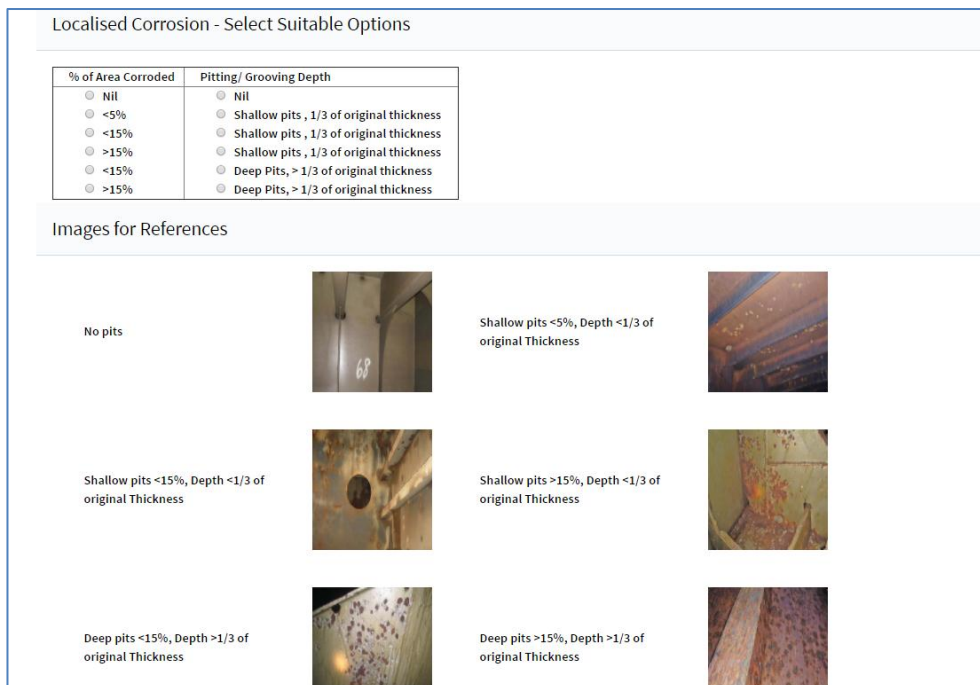 Localised Corrosion - Select Suitable Options
% of Area Corroded Pitting/ Grooving Depth
Nil Nil
<5% Shallow pits , 1/3 of original thickness
<15% Shallow pits , 1/3 of original thickness
>15% Shallow pits , 1/3 of original thickness
<15% Deep Pits, > 1/3 of original thickness
>15% Deep Pits, > 1/3 of original thickness
Images for References
No pits
68
Shallow pits <5%, Depth <1/3 of
original Thickness
Shallow pits <15%, Depth <1/3 of
original Thickness
Shallow pits >15%, Depth <1/3 of
original Thickness
Deep pits <15%, Depth >1/3 of
original Thickness
Deep pits >15%, Depth >1/3 of
original Thickness